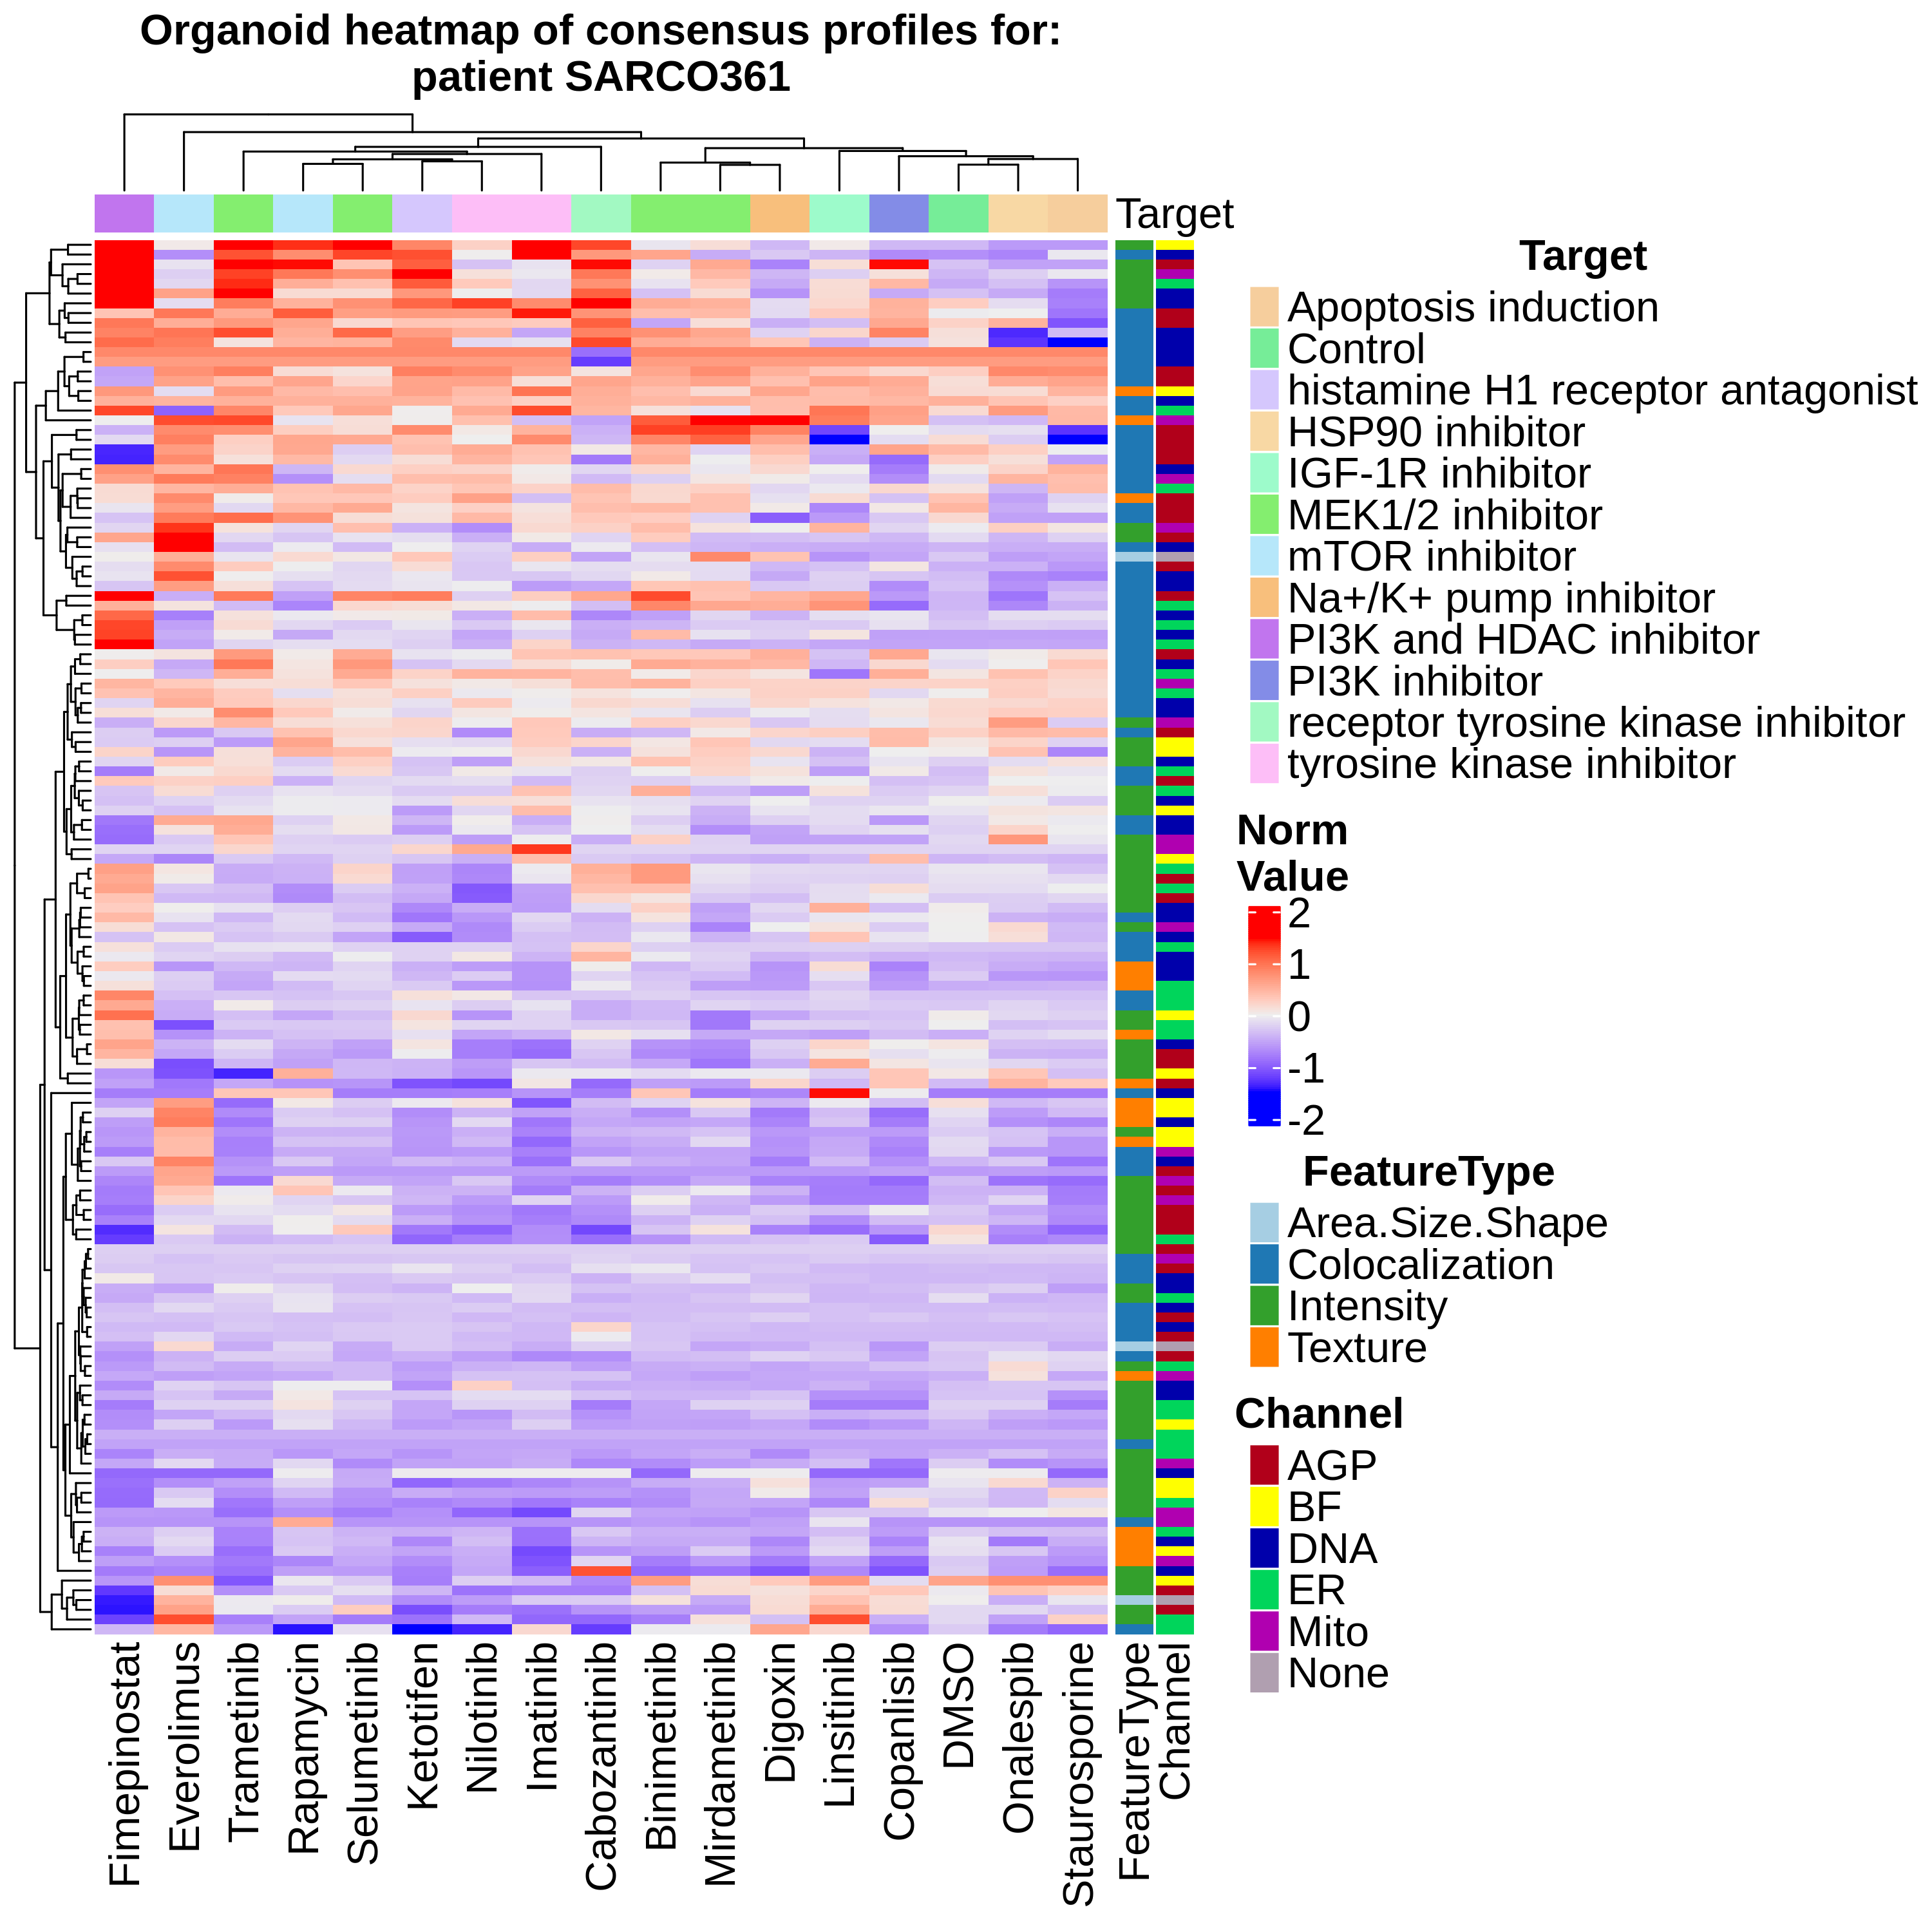 Organoid heatmap of consensus profiles for:
patient SARCO361
Target
Target
Apoptosis induction
Control
histamine H1 receptor antagonist
HSP90 inhibitor
IGF-1R inhibitor
MEK1/2 inhibitor
mTOR inhibitor
Na+/K+ pump inhibitor
PI3K and HDAC inhibitor
PI3K inhibitor
receptor tyrosine kinase inhibitor
tyrosine kinase inhibitor
Norm
Value
2
1
0
-1
-2
FeatureType
Area.Size.Shape
Colocalization
Intensity
Texture
Channel
AGP
BF
DNA
ER
Mito
None
Fimepinostat
Everolimus
Trametinib
Rapamycin
Selumetinib
Ketotifen
Nilotinib
Imatinib
Cabozantinib
Binimetinib
Mirdametinib
Digoxin
Linsitinib
Copanlisib
DMSO
Onalespib
Staurosporine
FeatureType
Channel